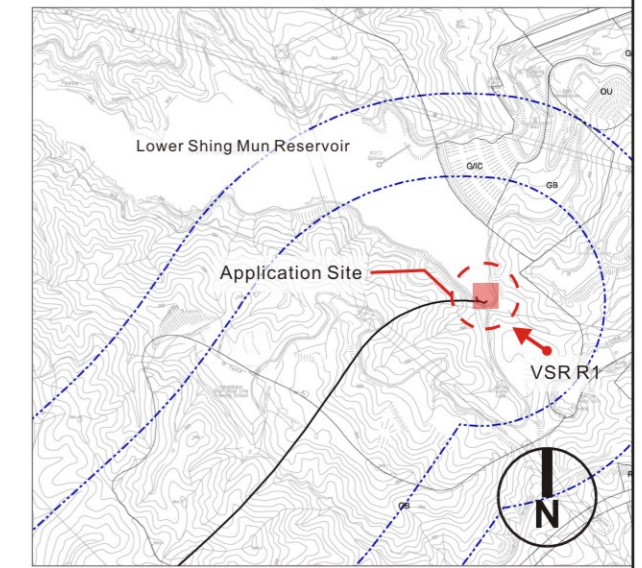 OU
Lower Shing Mun Reservoir
G/IC
GB
Application Site
VSR R1
GB
N